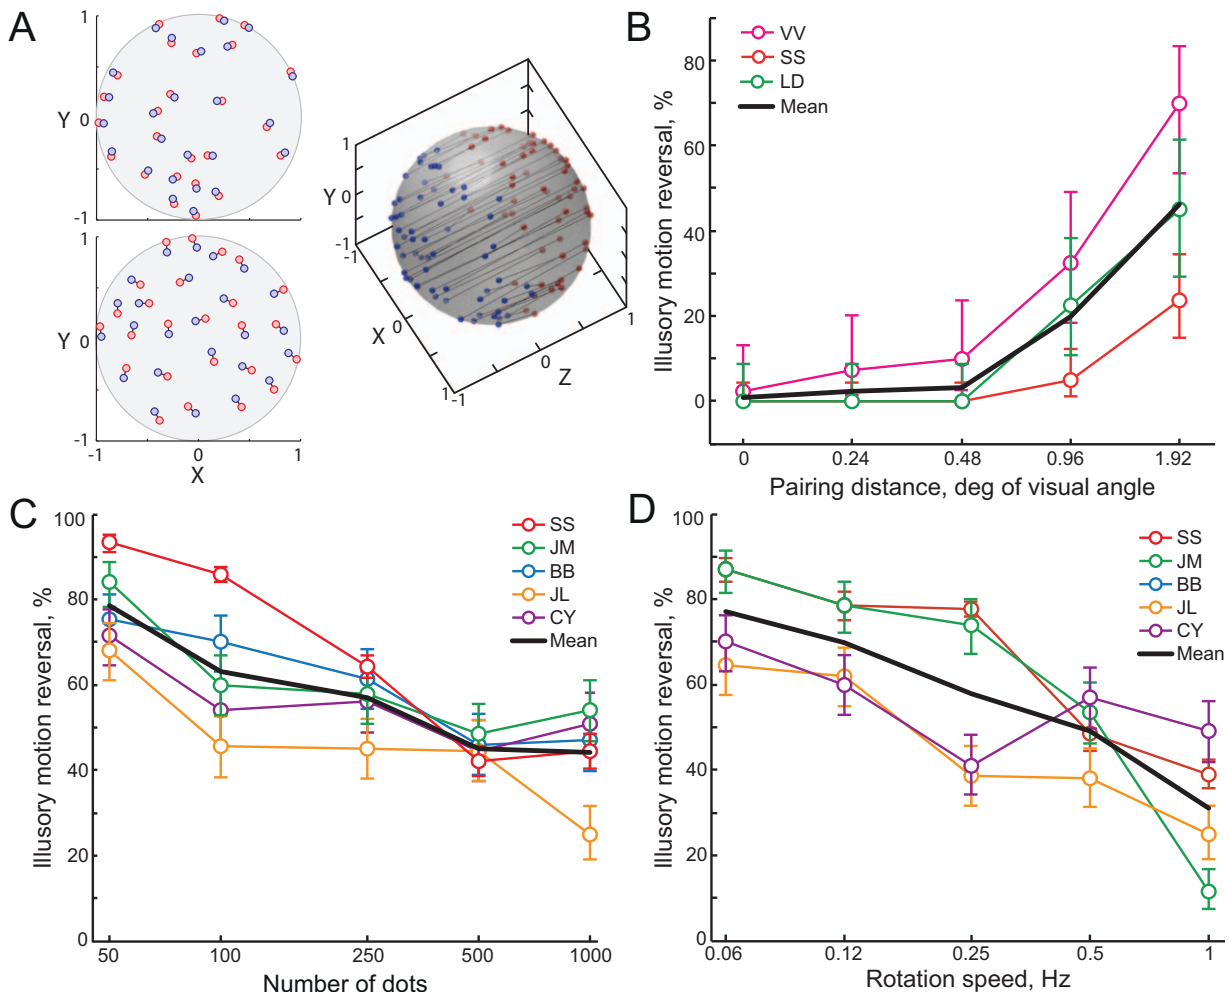 A
1
Y 0
-1
1
Y 0
-1
-1
0
1
X
1
Y 0
-1
-1
X
0
1
-1
0
Z
1
B
VV
SS
LD
Mean
80
60
40
20
0
Illusory motion reversal, %
0
0.24
0.48
0.96
1.92
Pairing distance, deg of visual angle
C
100
80
60
40
20
0
Illusory motion reversal, %
SS
JM
BB
JL
CY
Mean
50
100
250
500
1000
Number of dots
D
100
80
60
40
20
0
Illusory motion reversal, %
SS
JM
BB
JL
CY
Mean
0.06
0.12
0.25
0.5
1
Rotation speed, Hz